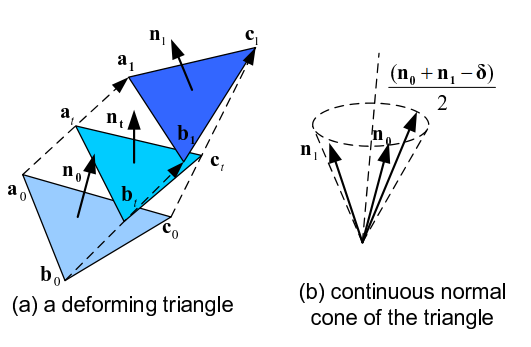 n₁
c₁
a₁
aₜ
nₜ
b₁
n₀
cₜ
a₀
bₜ
c₀
b₀
(a) a deforming triangle
(n₀ + n₁ − δ)
2
n₁
n₀
(b) continuous normal
cone of the triangle